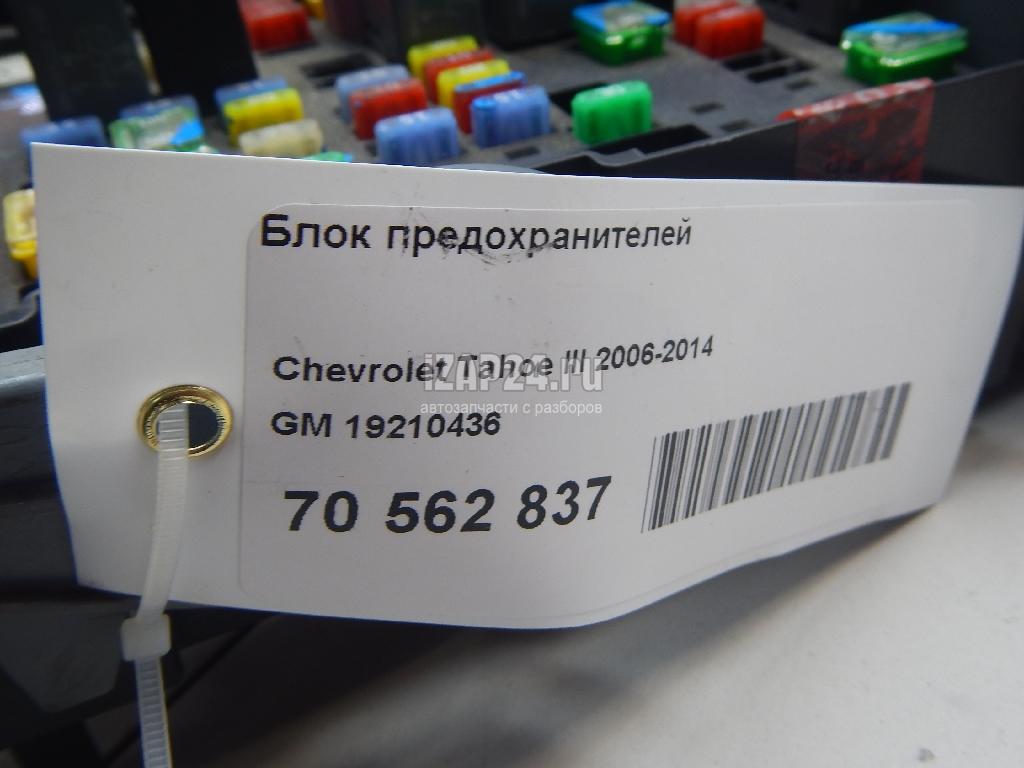 Блок предохранителей
Chevrolet Tahoe III 2006-2014
iZAP24.ru
автозапчасти с разборов
GM 19210436
70 562 837